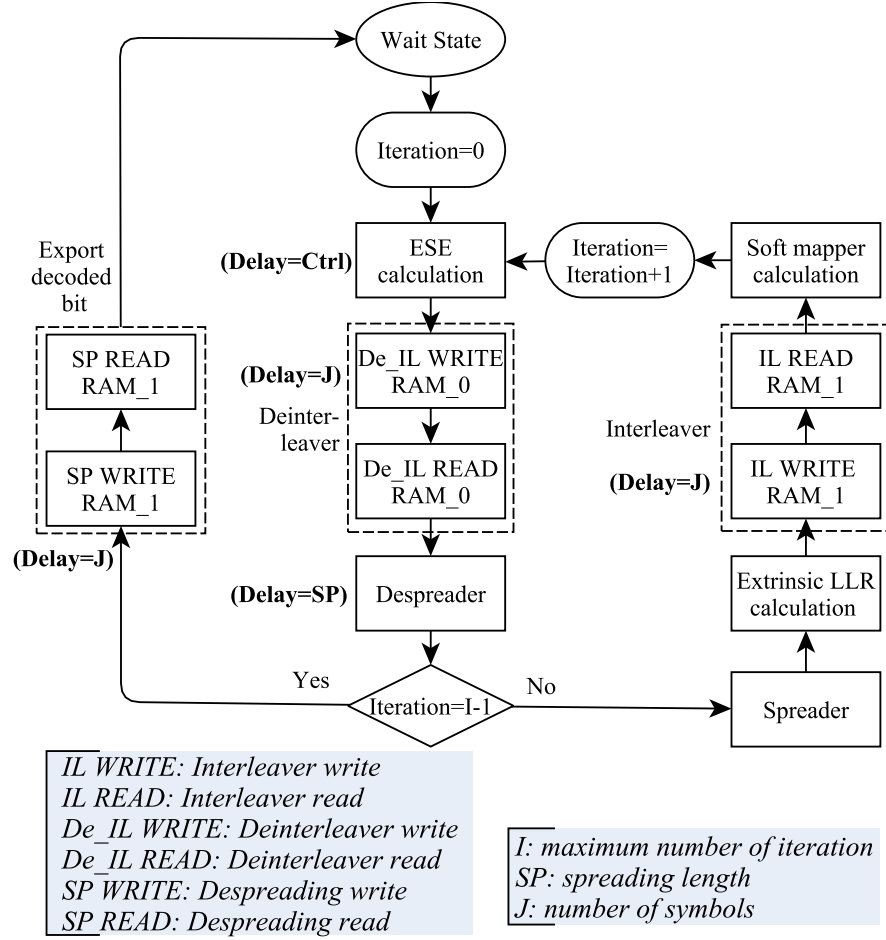 Wait State
Iteration=0
Export
decoded
bit
(Delay=Ctrl)
ESE
calculation
Iteration=
Iteration+1
Soft mapper
calculation
SP READ
RAM_1
SP WRITE
RAM_1
(Delay=J)
(Delay=J)
Deinter-
leaver
De_IL WRITE
RAM_0
De_IL READ
RAM_0
Interleaver
(Delay=J)
IL READ
RAM_1
IL WRITE
RAM_1
(Delay=SP)
Despreader
Extrinsic LLR
calculation
Yes
Iteration=I-1
No
Spreader
IL WRITE: Interleaver write
IL READ: Interleaver read
De_IL WRITE: Deinterleaver write
De_IL READ: Deinterleaver read
SP WRITE: Despreading write
SP READ: Despreading read
I: maximum number of iteration
SP: spreading length
J: number of symbols